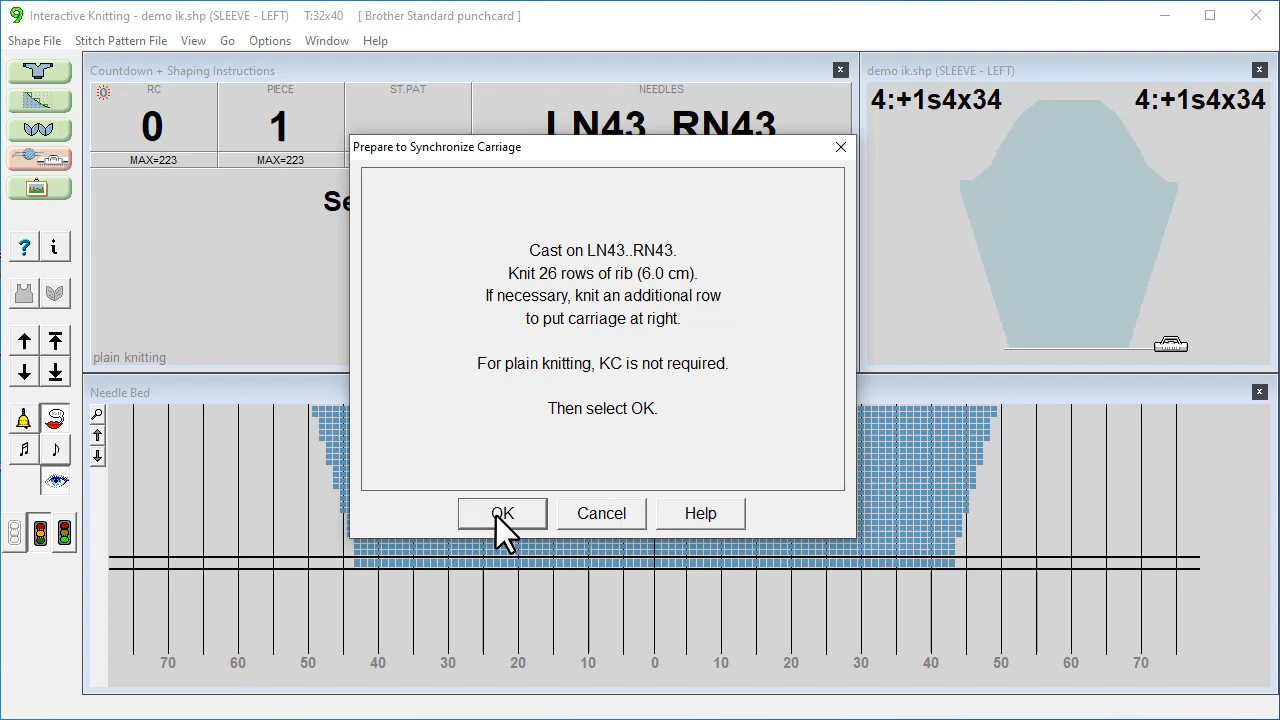 Interactive Knitting - demo ik.shp (SLEEVE - LEFT) T:32x40 [ Brother Standard punchcard ]
Shape File Stitch Pattern File View Go Options Window Help
Countdown + Shaping Instructions
RC PIECE ST.PAT NEEDLES
0 1 LN43 RN43
MAX=223 MAX=223
Se
plain knitting
demo ik.shp (SLEEVE - LEFT)
4:+1s4x34 4:+1s4x34
Prepare to Synchronize Carriage
Cast on LN43..RN43.
Knit 26 rows of rib (6.0 cm).
If necessary, knit an additional row
to put carriage at right.
For plain knitting, KC is not required.
Then select OK.
OK Cancel Help
Needle Bed
70 60 50 40 30 20 10 0 10 20 30 40 50 60 70